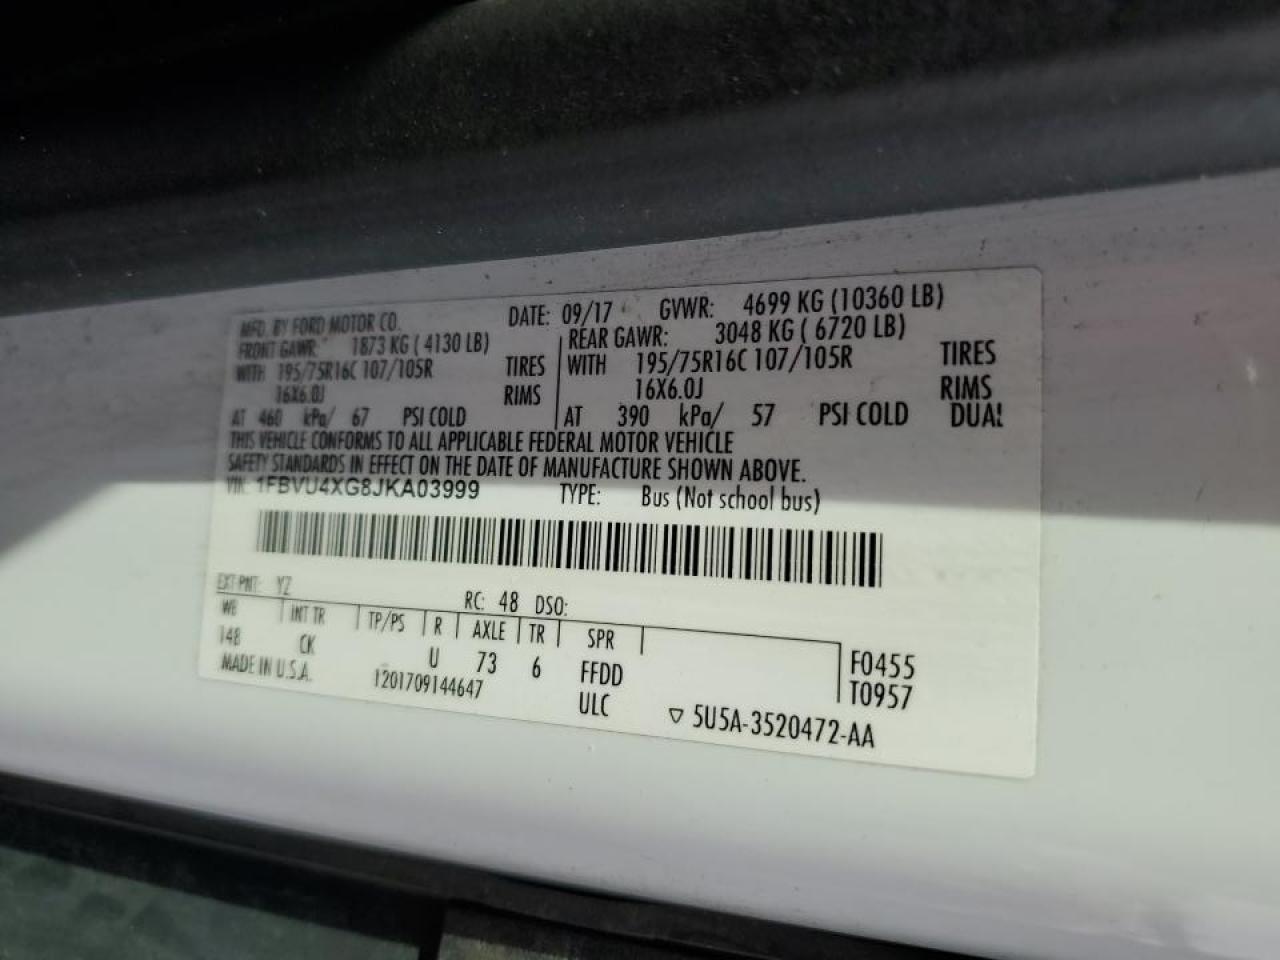 MFD. BY FORD MOTOR CO. DATE: 09/17 GVWR: 4699 KG (10360 LB)
FRONT GAWR: 1873 KG ( 4130 LB) REAR GAWR: 3048 KG ( 6720 LB)
WITH 195/75R16C 107/105R TIRES WITH 195/75R16C 107/105R TIRES
16X6.0J RIMS 16X6.0J RIMS
AT 460 kPa/ 67 PSI COLD AT 390 kPa/ 57 PSI COLD DUAL
THIS VEHICLE CONFORMS TO ALL APPLICABLE FEDERAL MOTOR VEHICLE
SAFETY STANDARDS IN EFFECT ON THE DATE OF MANUFACTURE SHOWN ABOVE.
VIN: 1FBVU4XG8JKA03999 TYPE: Bus (Not school bus)
EXT PNT: YZ RC: 48 DSO:
WB INT TR TP/PS R AXLE TR SPR
148 CK U 73 6 FFDD F0455
MADE IN U.S.A. 1201709144647 ULC T0957
▽ 5U5A-3520472-AA